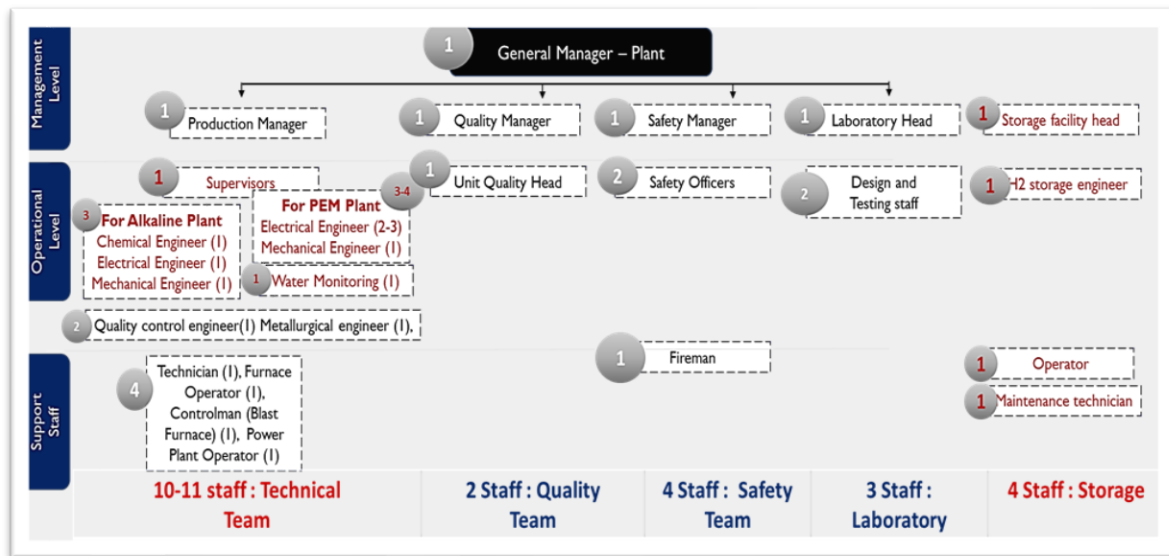 Management
Level
1
General Manager – Plant
1
Production Manager
1
Quality Manager
1
Safety Manager
1
Laboratory Head
1
Storage facility head
Operational
Level
1
Supervisors
3
For Alkaline Plant
Chemical Engineer (1)
Electrical Engineer (1)
Mechanical Engineer (1)
3-4
For PEM Plant
Electrical Engineer (2-3)
Mechanical Engineer (1)
1
Water Monitoring (1)
2
Quality control engineer(1) Metallurgical engineer (1),
1
Unit Quality Head
2
Safety Officers
2
Design and
Testing staff
1
H2 storage engineer
Support
Staff
4
Technician (1), Furnace
Operator (1),
Controlman (Blast
Furnace) (1), Power
Plant Operator (1)
1
Fireman
1
Operator
1
Maintenance technician
10-11 staff : Technical
Team
2 Staff : Quality
Team
4 Staff : Safety
Team
3 Staff :
Laboratory
4 Staff : Storage